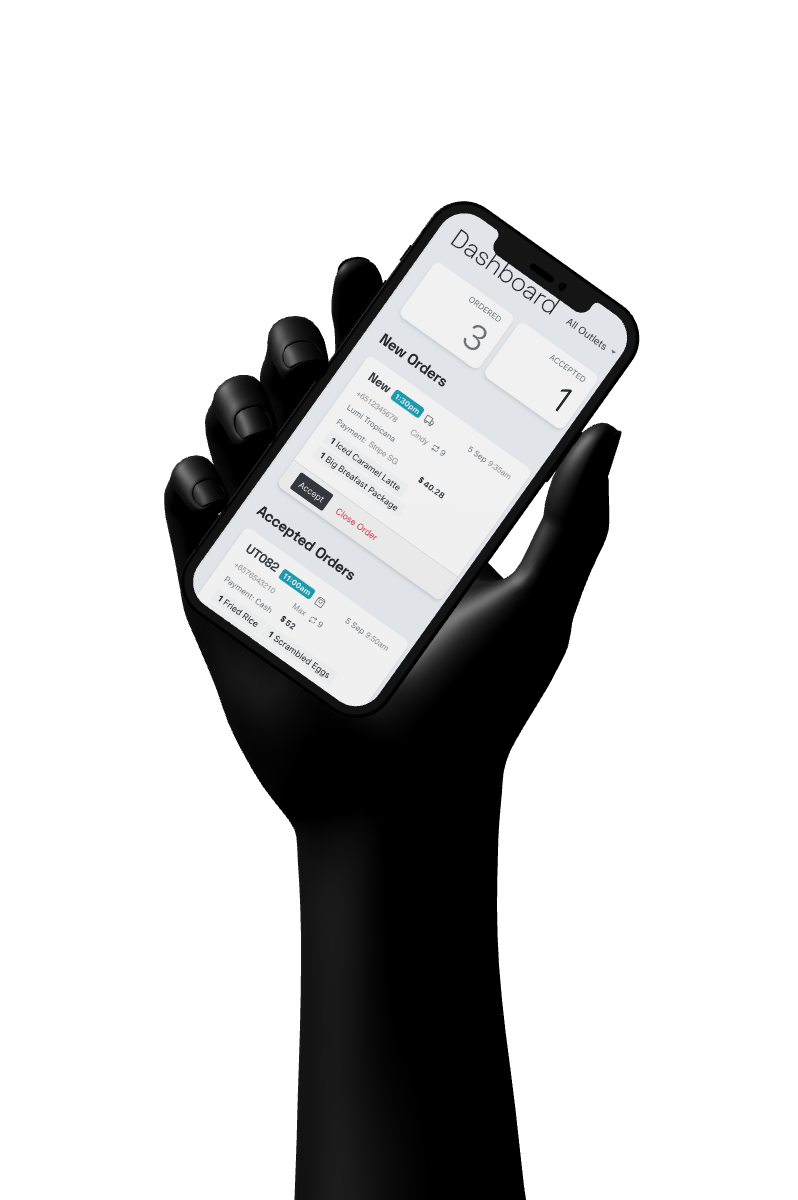 Dashboard
All Outlets
ORDERED
3
ACCEPTED
1
New Orders
New 1:30pm
5 Sep 9:35am
+6512345678 Cindy 9
Lumi Tropicana
Payment: Stripe SG $ 40.28
1 Iced Caramel Latte
1 Big Breafast Package
Accept Close Order
Accepted Orders
UT082 11:00am
5 Sep 9:50am
+6576543210 Max 9
Payment: Cash $ 52
1 Fried Rice 1 Scrambled Eggs